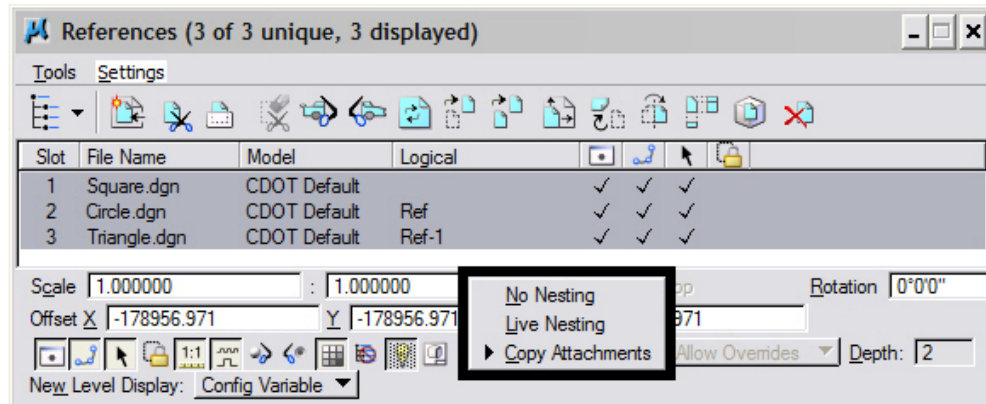 References (3 of 3 unique, 3 displayed)
Tools Settings
Slot File Name Model Logical
1 Square.dgn CDOT Default
2 Circle.dgn CDOT Default Ref
3 Triangle.dgn CDOT Default Ref-1
Scale 1.000000 : 1.000000 Rotation 0°0'0"
No Nesting
Offset X -178956.971 Y -178956.971 971
Live Nesting
1:1 Copy Attachments Allow Overrides Depth: 2
New Level Display: Config Variable